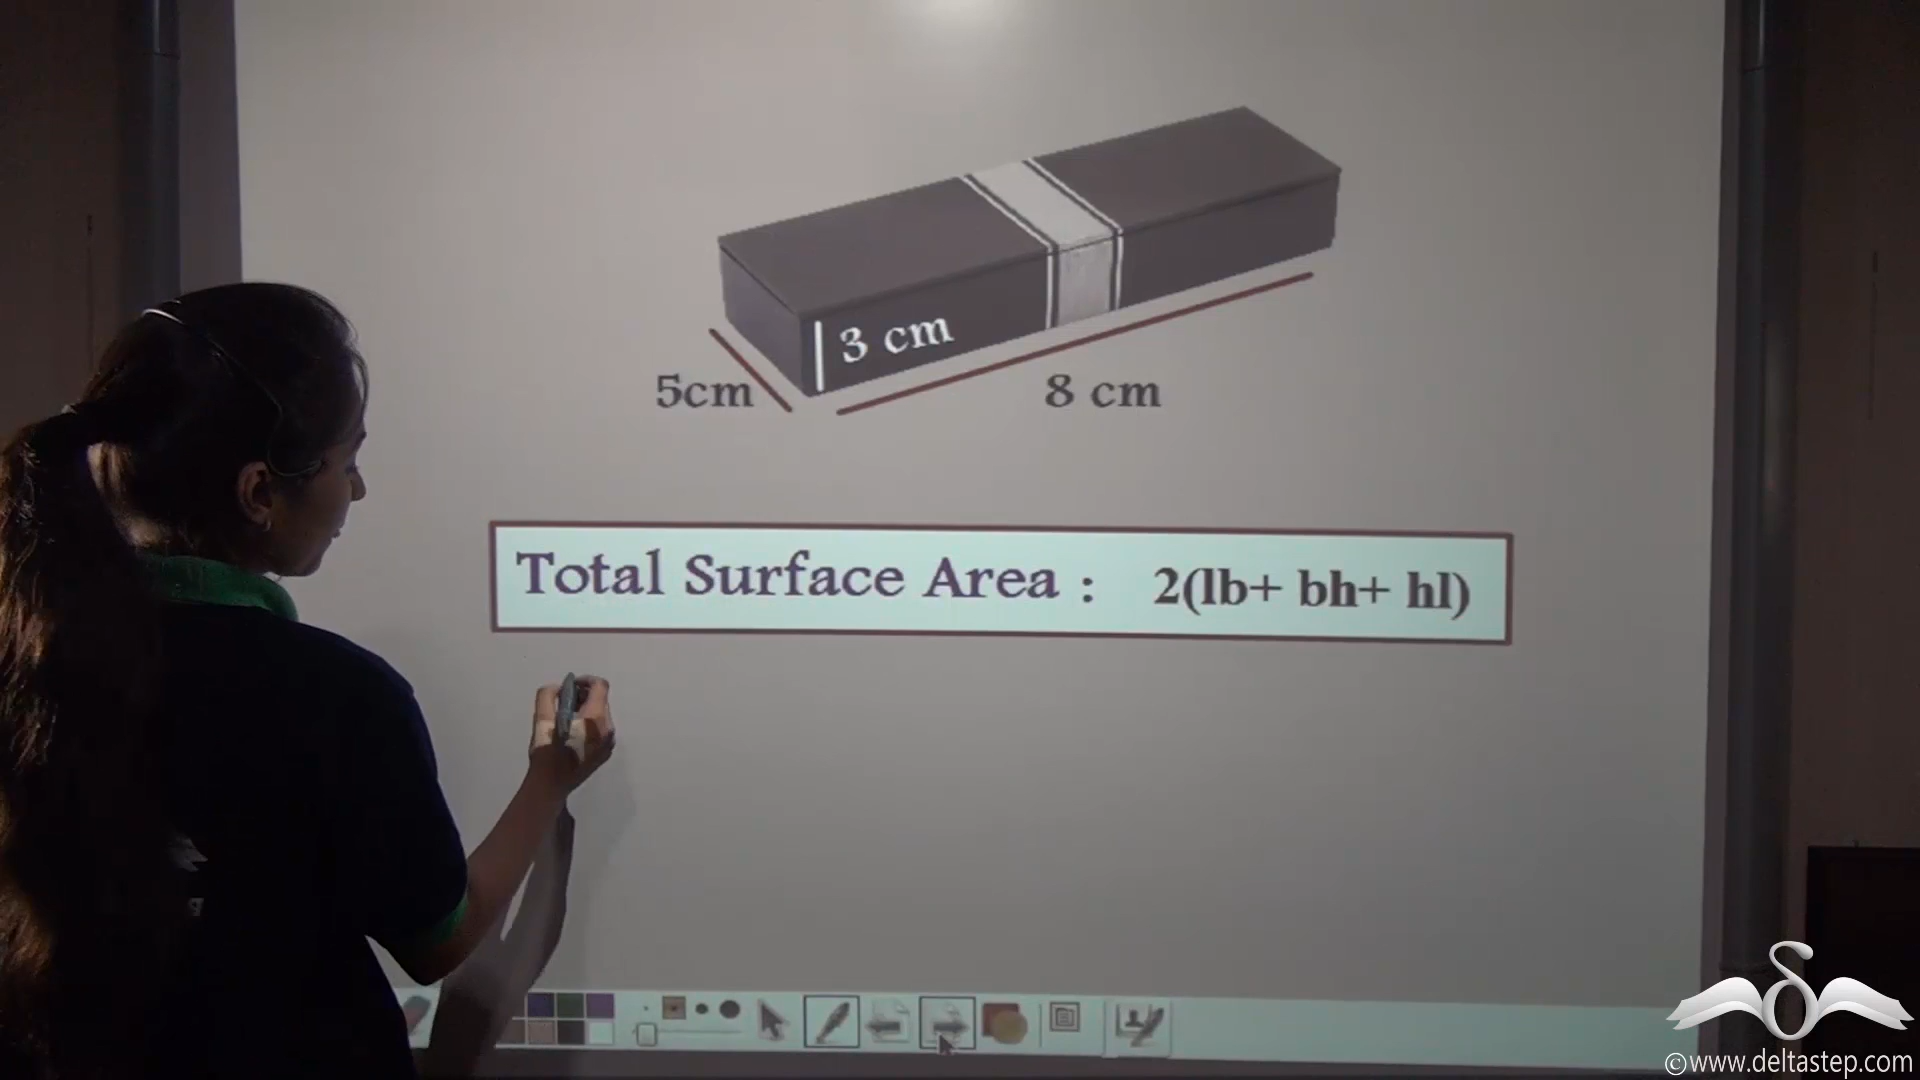 3 cm
5cm
8 cm
Total Surface Area : 2(lb+ bh+ hl)
©www.deltastep.com